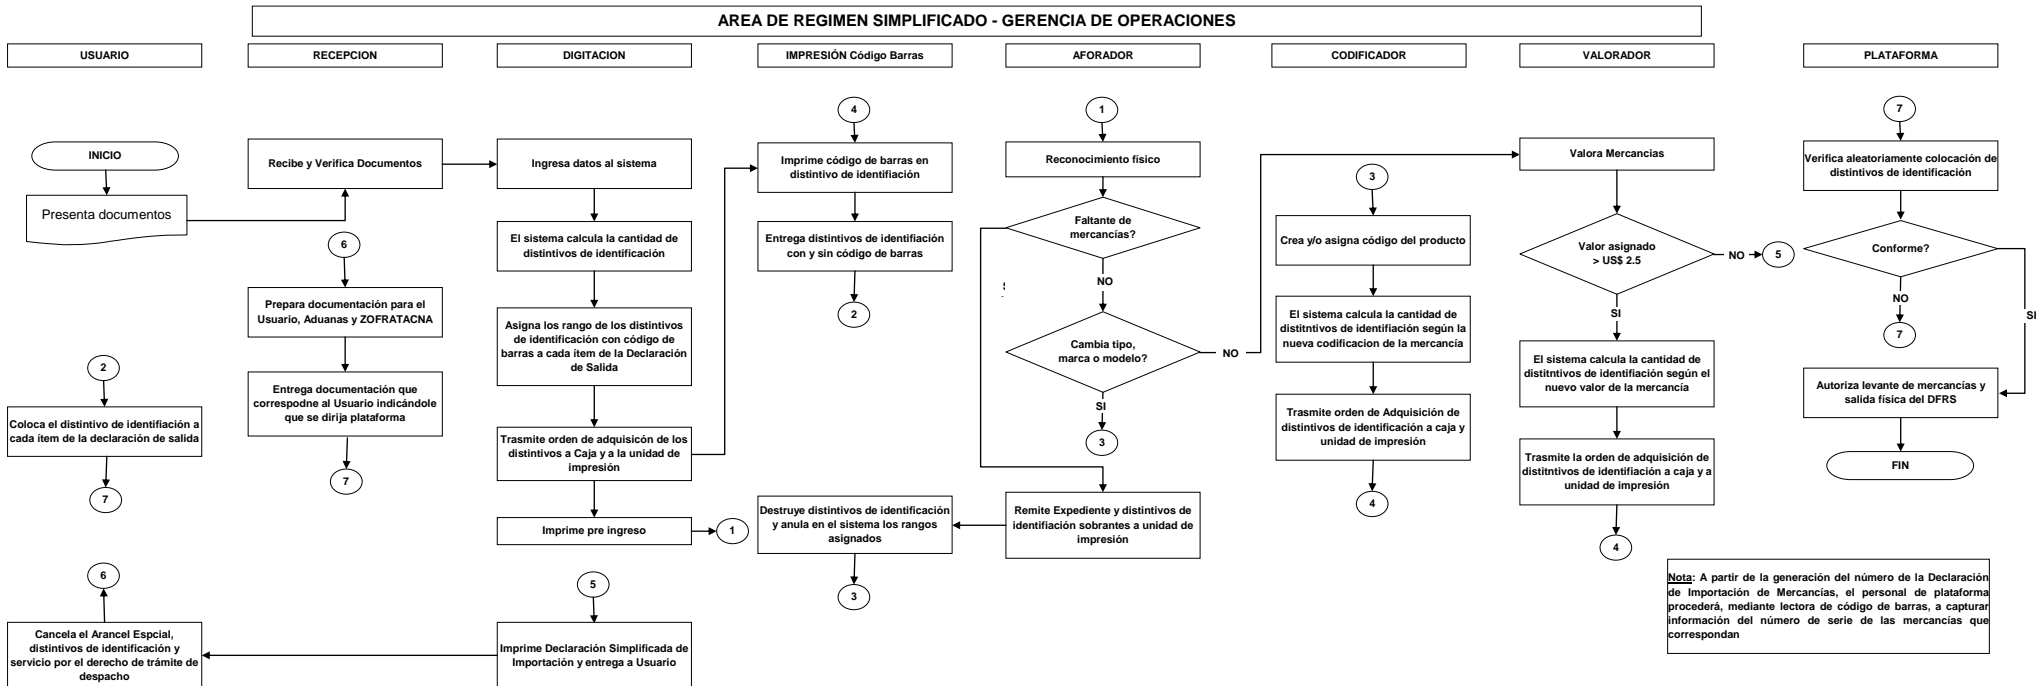 AREA DE REGIMEN SIMPLIFICADO - GERENCIA DE OPERACIONES
USUARIO
RECEPCION
DIGITACION
IMPRESIÓN Código Barras
AFORADOR
CODIFICADOR
VALORADOR
PLATAFORMA
INICIO
Presenta documentos
2
Coloca el distintivo de identifiación a
cada ítem de la declaración de salida
7
6
Cancela el Arancel Espcial,
distintivos de identificación y
servicio por el derecho de trámite de
despacho
Recibe y Verifica Documentos
6
Prepara documentación para el
Usuario, Aduanas y ZOFRATACNA
Entrega documentación que
correspodne al Usuario indicándole
que se dirija plataforma
7
Ingresa datos al sistema
El sistema calcula la cantidad de
distintivos de identificación
Asigna los rango de los distintivos
de identificación con código de
barras a cada ítem de la Declaración
de Salida
Trasmite orden de adquisicón de los
distintivos a Caja y a la unidad de
impresión
Imprime pre ingreso
1
5
Imprime Declaración Simplificada de
Importación y entrega a Usuario
4
Imprime código de barras en
distintivo de identifiación
Entrega distintivos de identifiación
con y sin código de barras
2
Destruye distintivos de identificación
y anula en el sistema los rangos
asignados
3
1
Reconocimiento físico
Faltante de
mercancías?
NO
Cambia tipo,
marca o modelo?
NO
SI
3
Remite Expediente y distintivos de
identifiación sobrantes a unidad de
impresión
3
Crea y/o asigna código del producto
El sistema calcula la cantidad de
distitntivos de identifiación según la
nueva codificacion de la mercancía
Trasmite orden de Adquisición de
distintivos de identificación a caja y
unidad de impresión
4
Valora Mercancias
Valor asignado
> US$ 2.5
NO
5
SI
El sistema calcula la cantidad de
distitntivos de identifiación según el
nuevo valor de la mercancía
Trasmite la orden de adquisición de
distitntivos de identifiación a caja y a
unidad de impresión
4
7
Verifica aleatoriamente colocación de
distintivos de identificación
Conforme?
NO
7
SI
Autoriza levante de mercancías y
salida física del DFRS
FIN
Nota: A partir de la generación del número de la Declaración
de Importación de Mercancías, el personal de plataforma
procederá, mediante lectora de código de barras, a capturar
información del número de serie de las mercancías que
correspondan